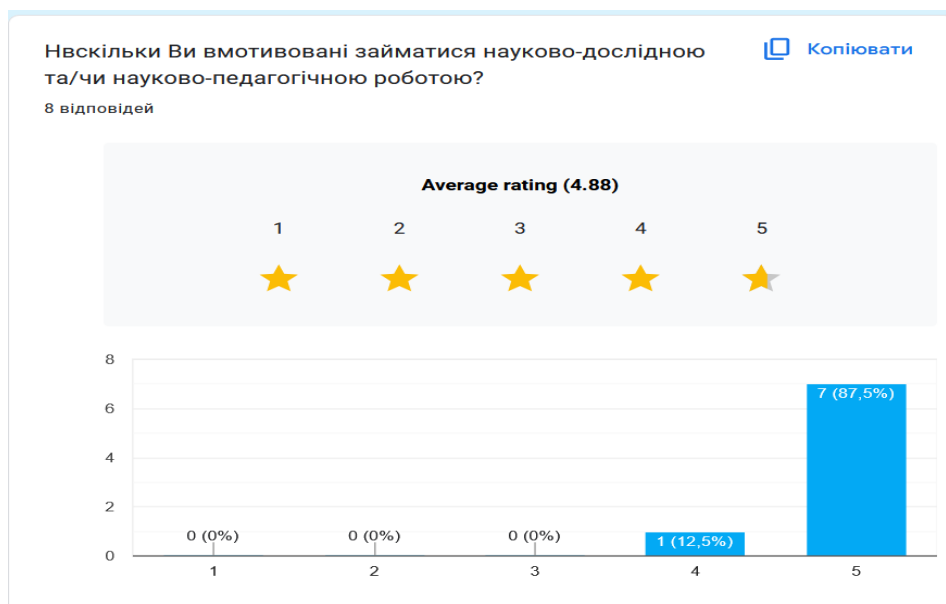 Нвскільки Ви вмотивовані займатися науково-дослідною
та/чи науково-педагогічною роботою?
Копіювати
8 відповідей
Average rating (4.88)
1 2 3 4 5
8
6
4
2
0
0 (0%) 0 (0%) 0 (0%) 1 (12,5%) 7 (87,5%)
1 2 3 4 5